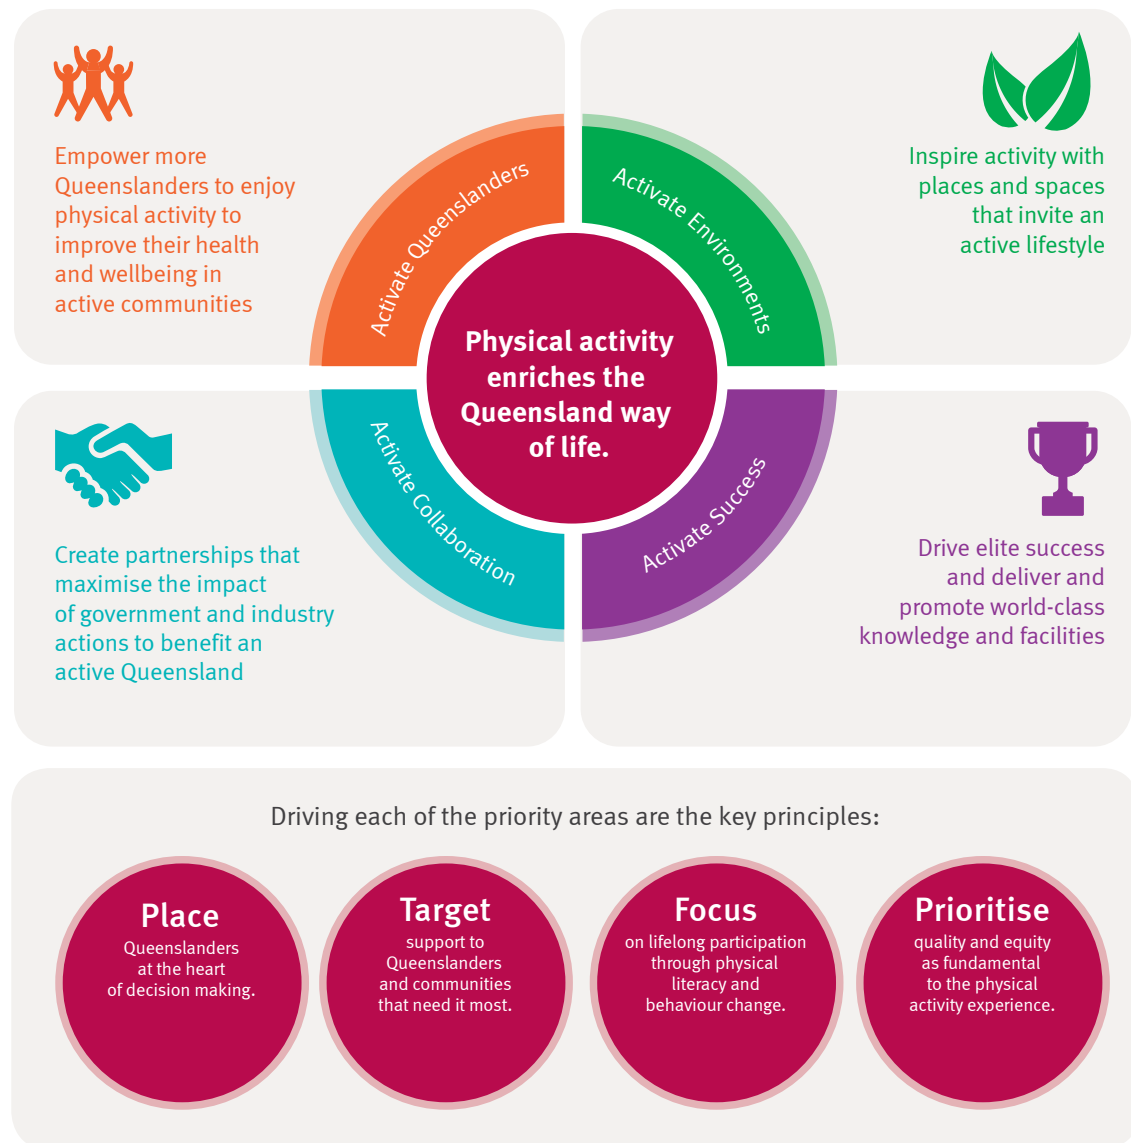 Empower more
Queenslanders to enjoy
physical activity to
improve their health
and wellbeing in
active communities
Inspire activity with
places and spaces
that invite an
active lifestyle
Activate Queenslanders
Activate Environments
Physical activity
enriches the
Queensland way
of life.
Activate Collaboration
Activate Success
Create partnerships that
maximise the impact
of government and industry
actions to benefit an
active Queensland
Drive elite success
and deliver and
promote world-class
knowledge and facilities
Driving each of the priority areas are the key principles:
Place
Queenslanders
at the heart
of decision making.
Target
support to
Queenslanders
and communities
that need it most.
Focus
on lifelong participation
through physical
literacy and
behaviour change.
Prioritise
quality and equity
as fundamental
to the physical
activity experience.